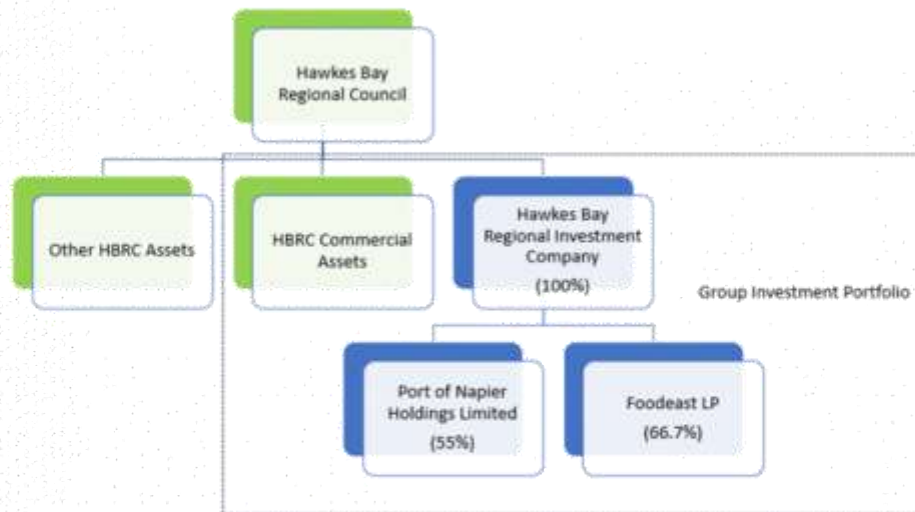 Hawkes Bay
Regional Council
Other HBRC Assets
HBRC Commercial
Assets
Hawkes Bay
Regional Investment
Company
(100%)
Group Investment Portfolio
Port of Napier
Holdings Limited
(55%)
Foodeast LP
(66.7%)